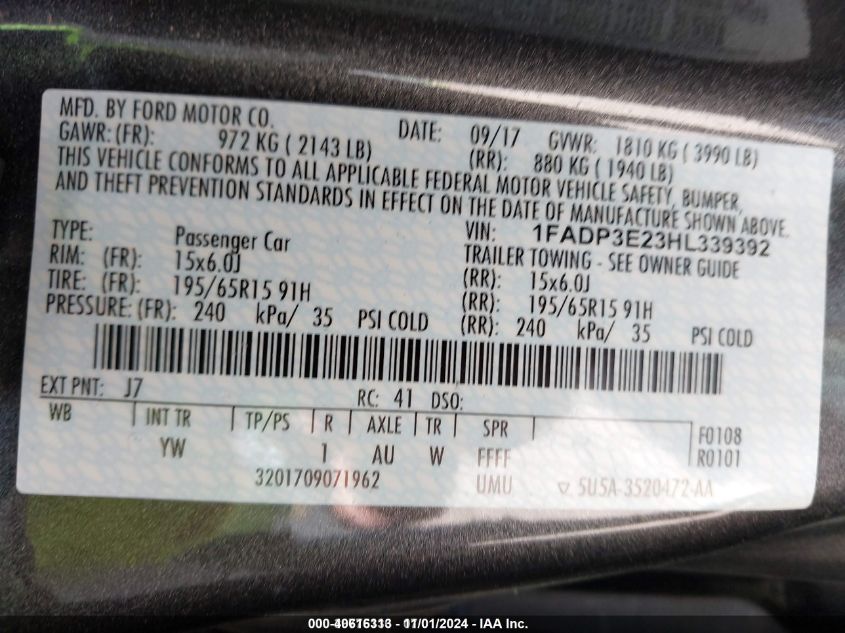 MFD. BY FORD MOTOR CO.
DATE: 09/17 GVWR: 1810 KG ( 3990 LB)
GAWR: (FR): 972 KG ( 2143 LB) (RR): 880 KG ( 1940 LB)
THIS VEHICLE CONFORMS TO ALL APPLICABLE FEDERAL MOTOR VEHICLE SAFETY, BUMPER,
AND THEFT PREVENTION STANDARDS IN EFFECT ON THE DATE OF MANUFACTURE SHOWN ABOVE.
VIN: 1FADP3E23HL339392
TYPE: Passenger Car TRAILER TOWING - SEE OWNER GUIDE
RIM: (FR): 15x6.0J (RR): 15x6.0J
TIRE: (FR): 195/65R15 91H (RR): 195/65R15 91H
PRESSURE: (FR): 240 kPa/ 35 PSI COLD (RR): 240 kPa/ 35 PSI COLD
EXT PNT: J7 RC: 41 DSO:
WB INT TR TP/PS R AXLE TR SPR F0108
YW 1 AU W FFFF R0101
3201709071962 UMU ▽ 5U5A-3520472-AA
11/01/2024 - IAA Inc.